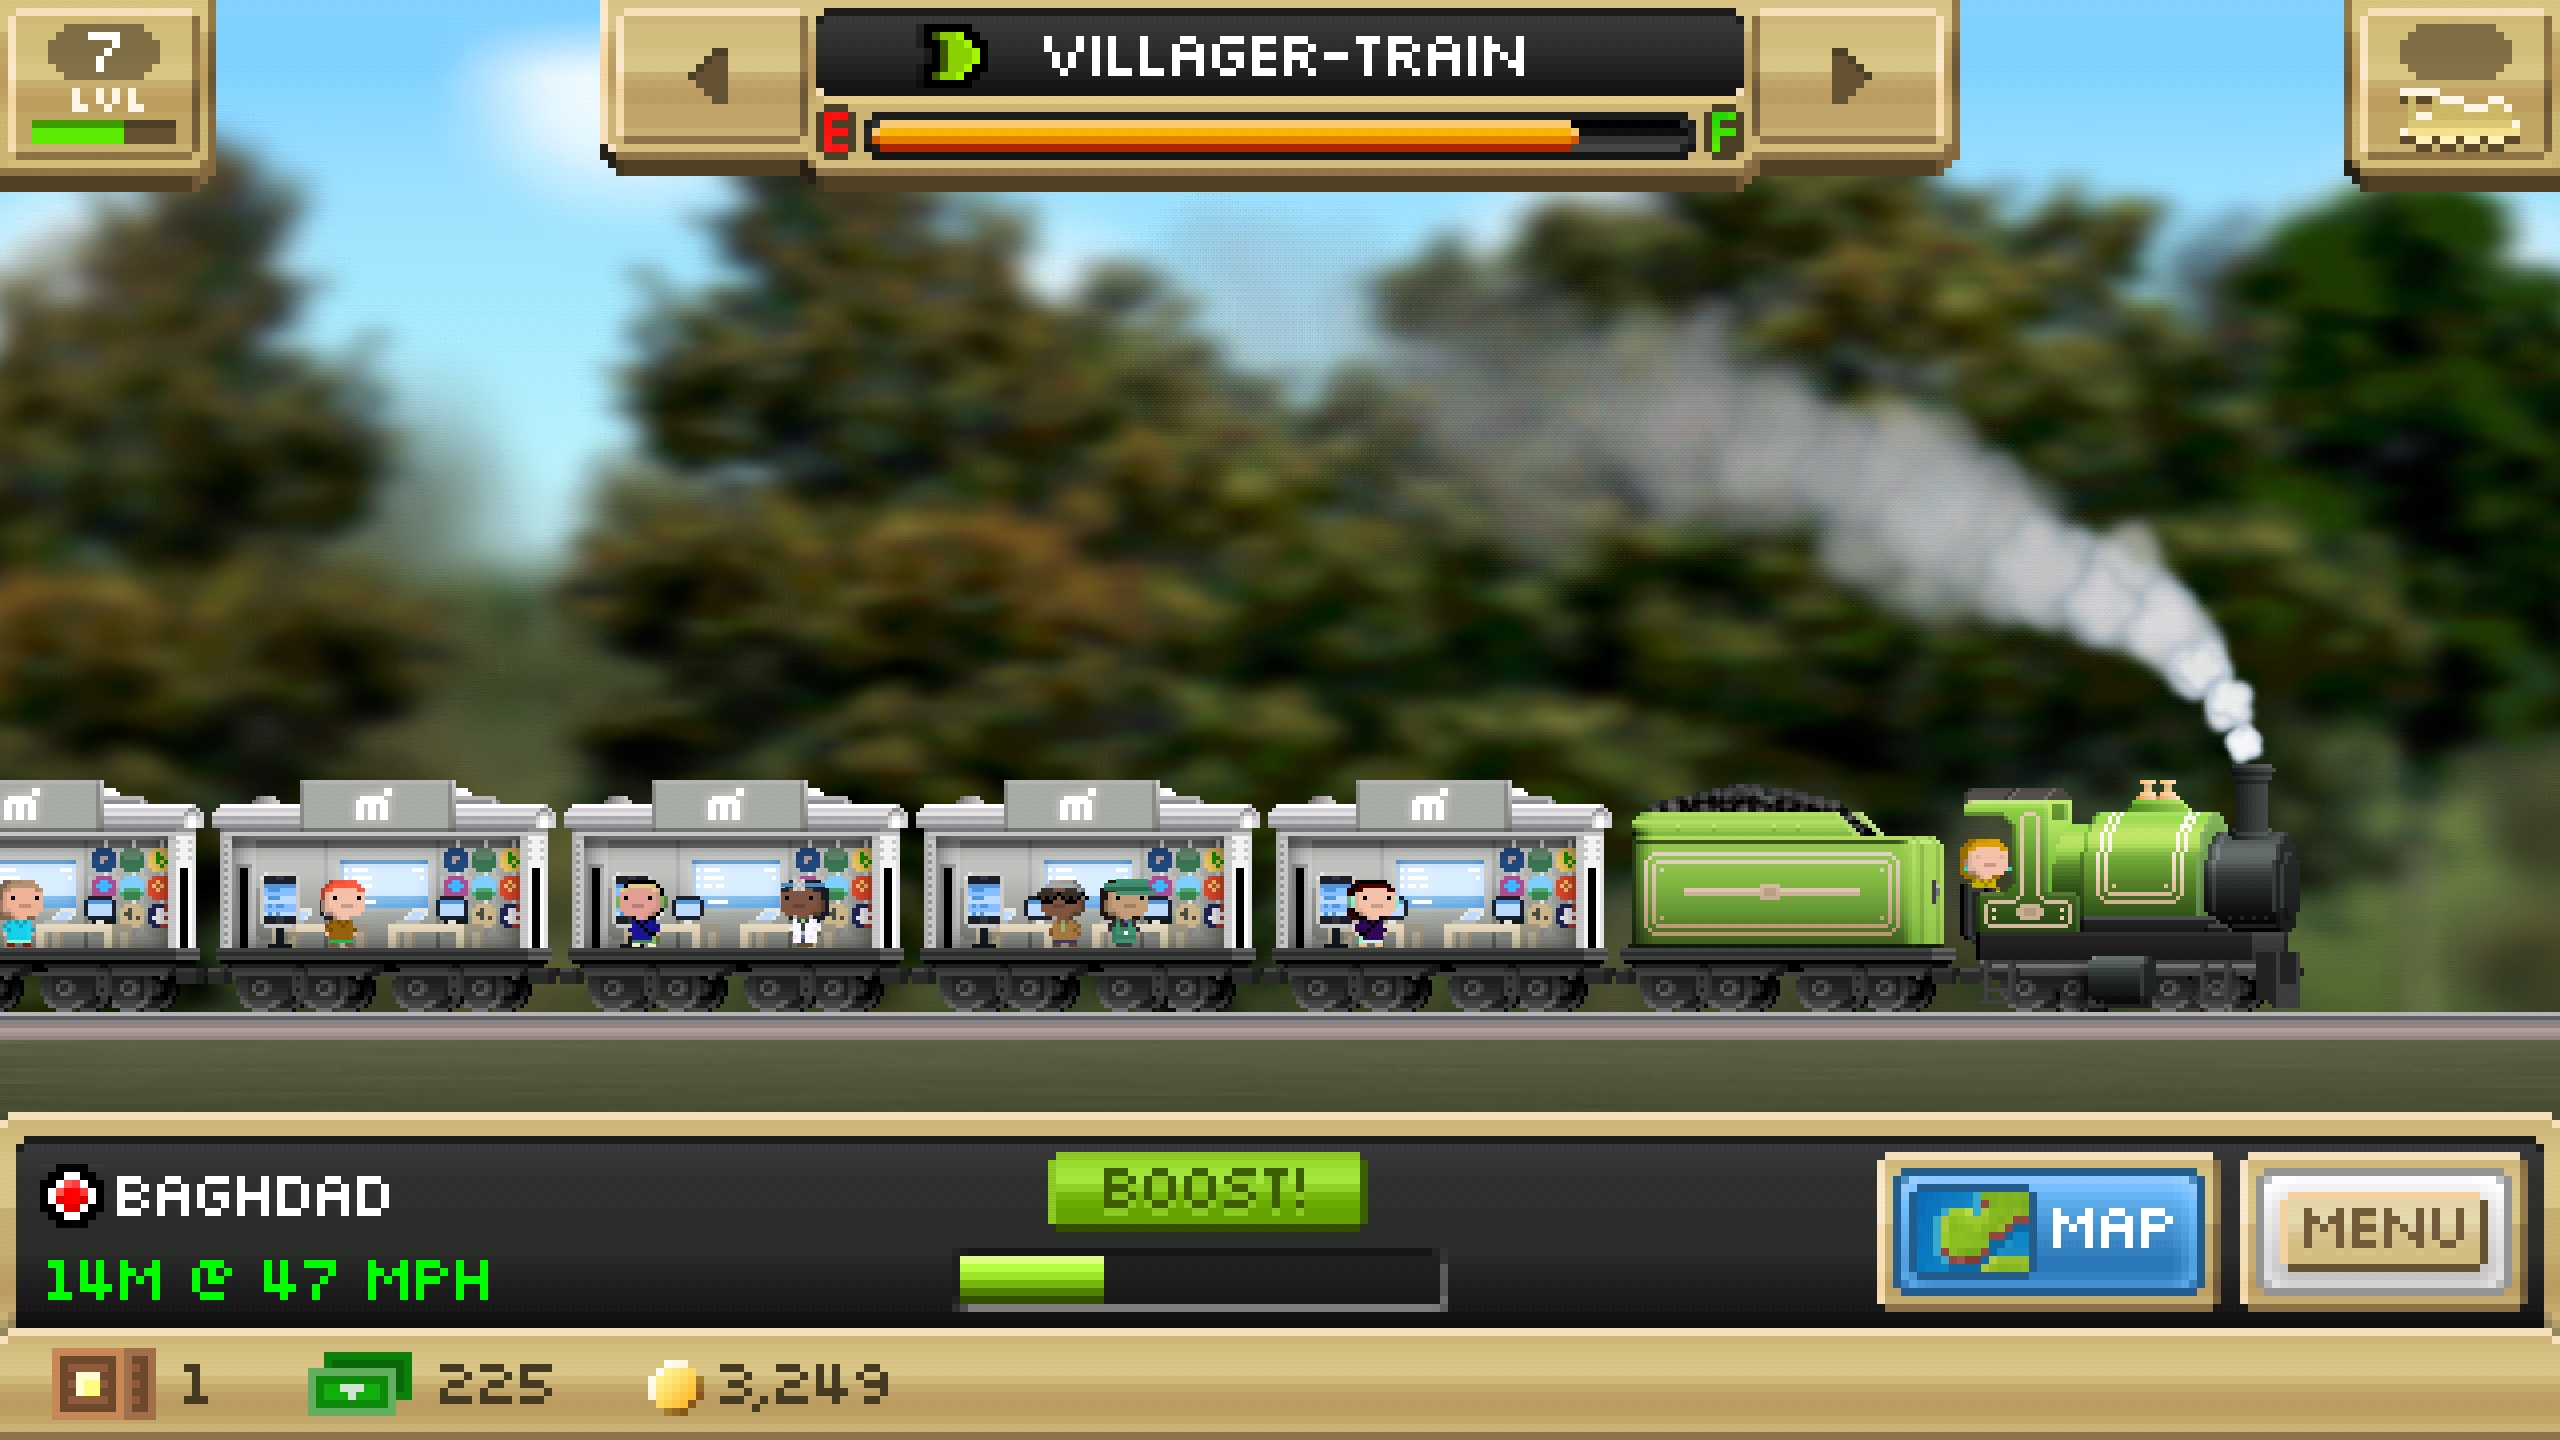 7
LVL
VILLAGER-TRAIN
E F
m
m
m
m
m
BAGHDAD
14M @ 47 MPH
BOOST!
MAP
MENU
1
225
3,249